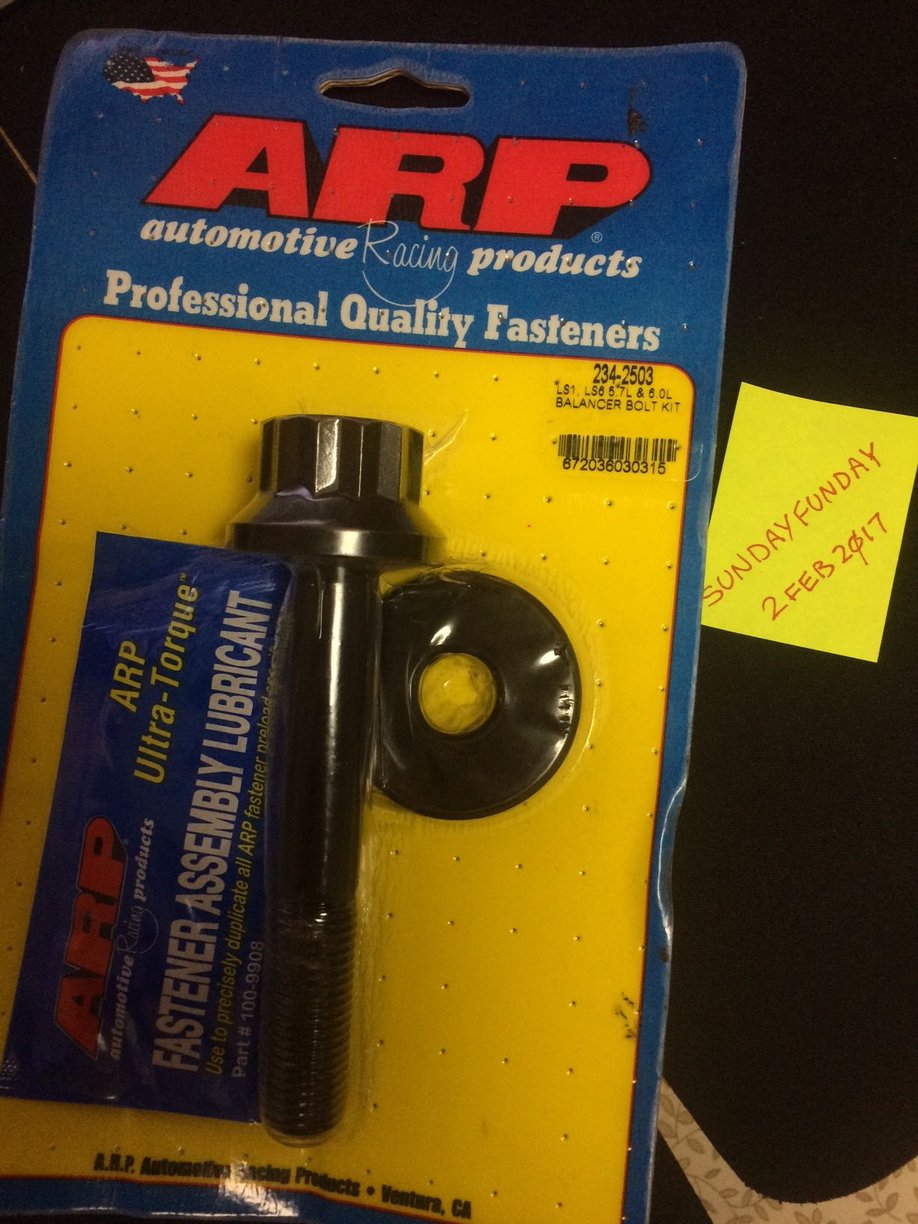 ARP®
automotive Racing products
Professional Quality Fasteners
234-2503
LS1, LS6 5.7L & 6.0L
BALANCER BOLT KIT
672036030315
SUNDAYFUNDAY
2FEB2017
ARP
Ultra-Torque™
FASTENER ASSEMBLY LUBRICANT
Use to precisely duplicate all ARP fastener preload
Part # 100-9908
ARP
automotive Racing products
A.R.P. Automotive Racing Products • Ventura, CA